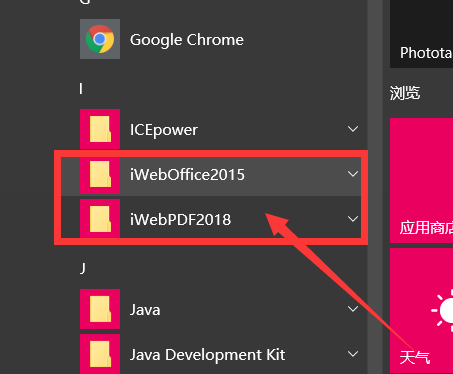 G
Google Chrome
I
ICEpower
iWebOffice2015
iWebPDF2018
J
Java
Java Development Kit
Photota
浏览
应用商店
天气